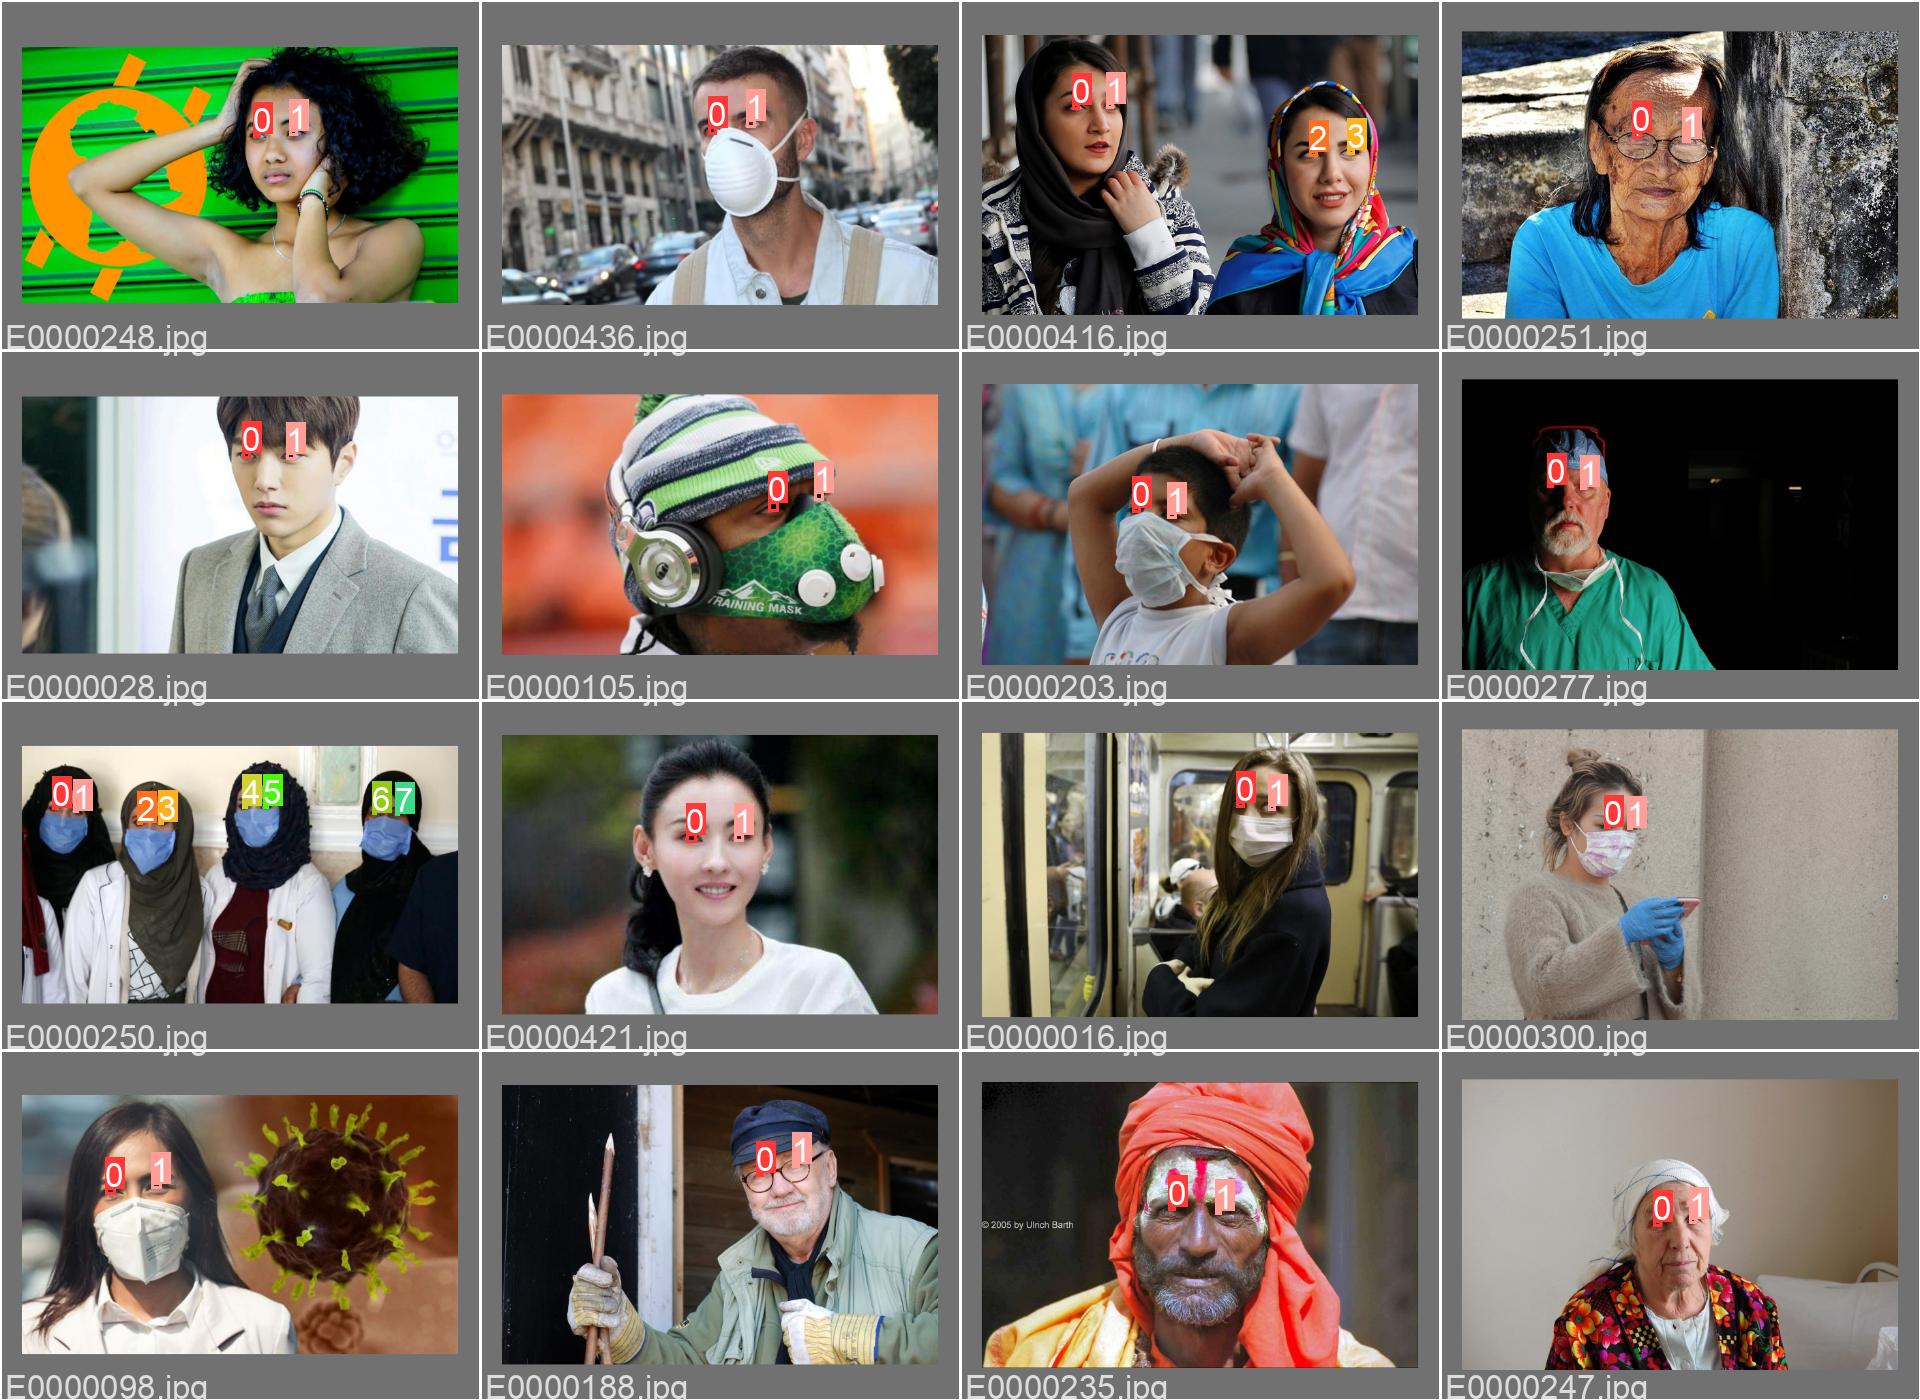 0 1
0 1
0 1
2 3
0 1
E0000248.jpg
E0000436.jpg
E0000416.jpg
E0000251.jpg
0 1
0 1
TRAINING MASK
0 1
0 1
E0000028.jpg
E0000105.jpg
E0000203.jpg
E0000277.jpg
0 1
2 3
4 5
6 7
0 1
0 1
0 1
E0000250.jpg
E0000421.jpg
E0000016.jpg
E0000300.jpg
0 1
0 1
0 1
© 2005 by Ulrich Barth
0 1
E0000098.jpg
E0000188.jpg
E0000235.jpg
E0000247.jpg